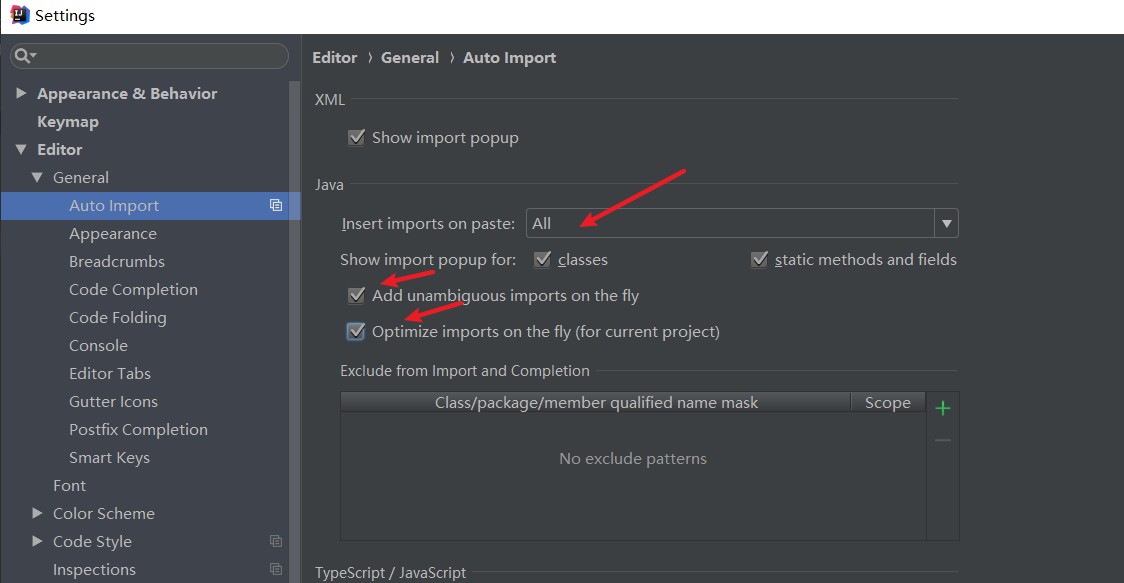 Settings
Editor › General › Auto Import
Appearance & Behavior
Keymap
Editor
General
Auto Import
Appearance
Breadcrumbs
Code Completion
Code Folding
Console
Editor Tabs
Gutter Icons
Postfix Completion
Smart Keys
Font
Color Scheme
Code Style
Inspections
XML
Show import popup
Java
Insert imports on paste: All
Show import popup for: classes static methods and fields
Add unambiguous imports on the fly
Optimize imports on the fly (for current project)
Exclude from Import and Completion
Class/package/member qualified name mask Scope
No exclude patterns
TypeScript / JavaScript